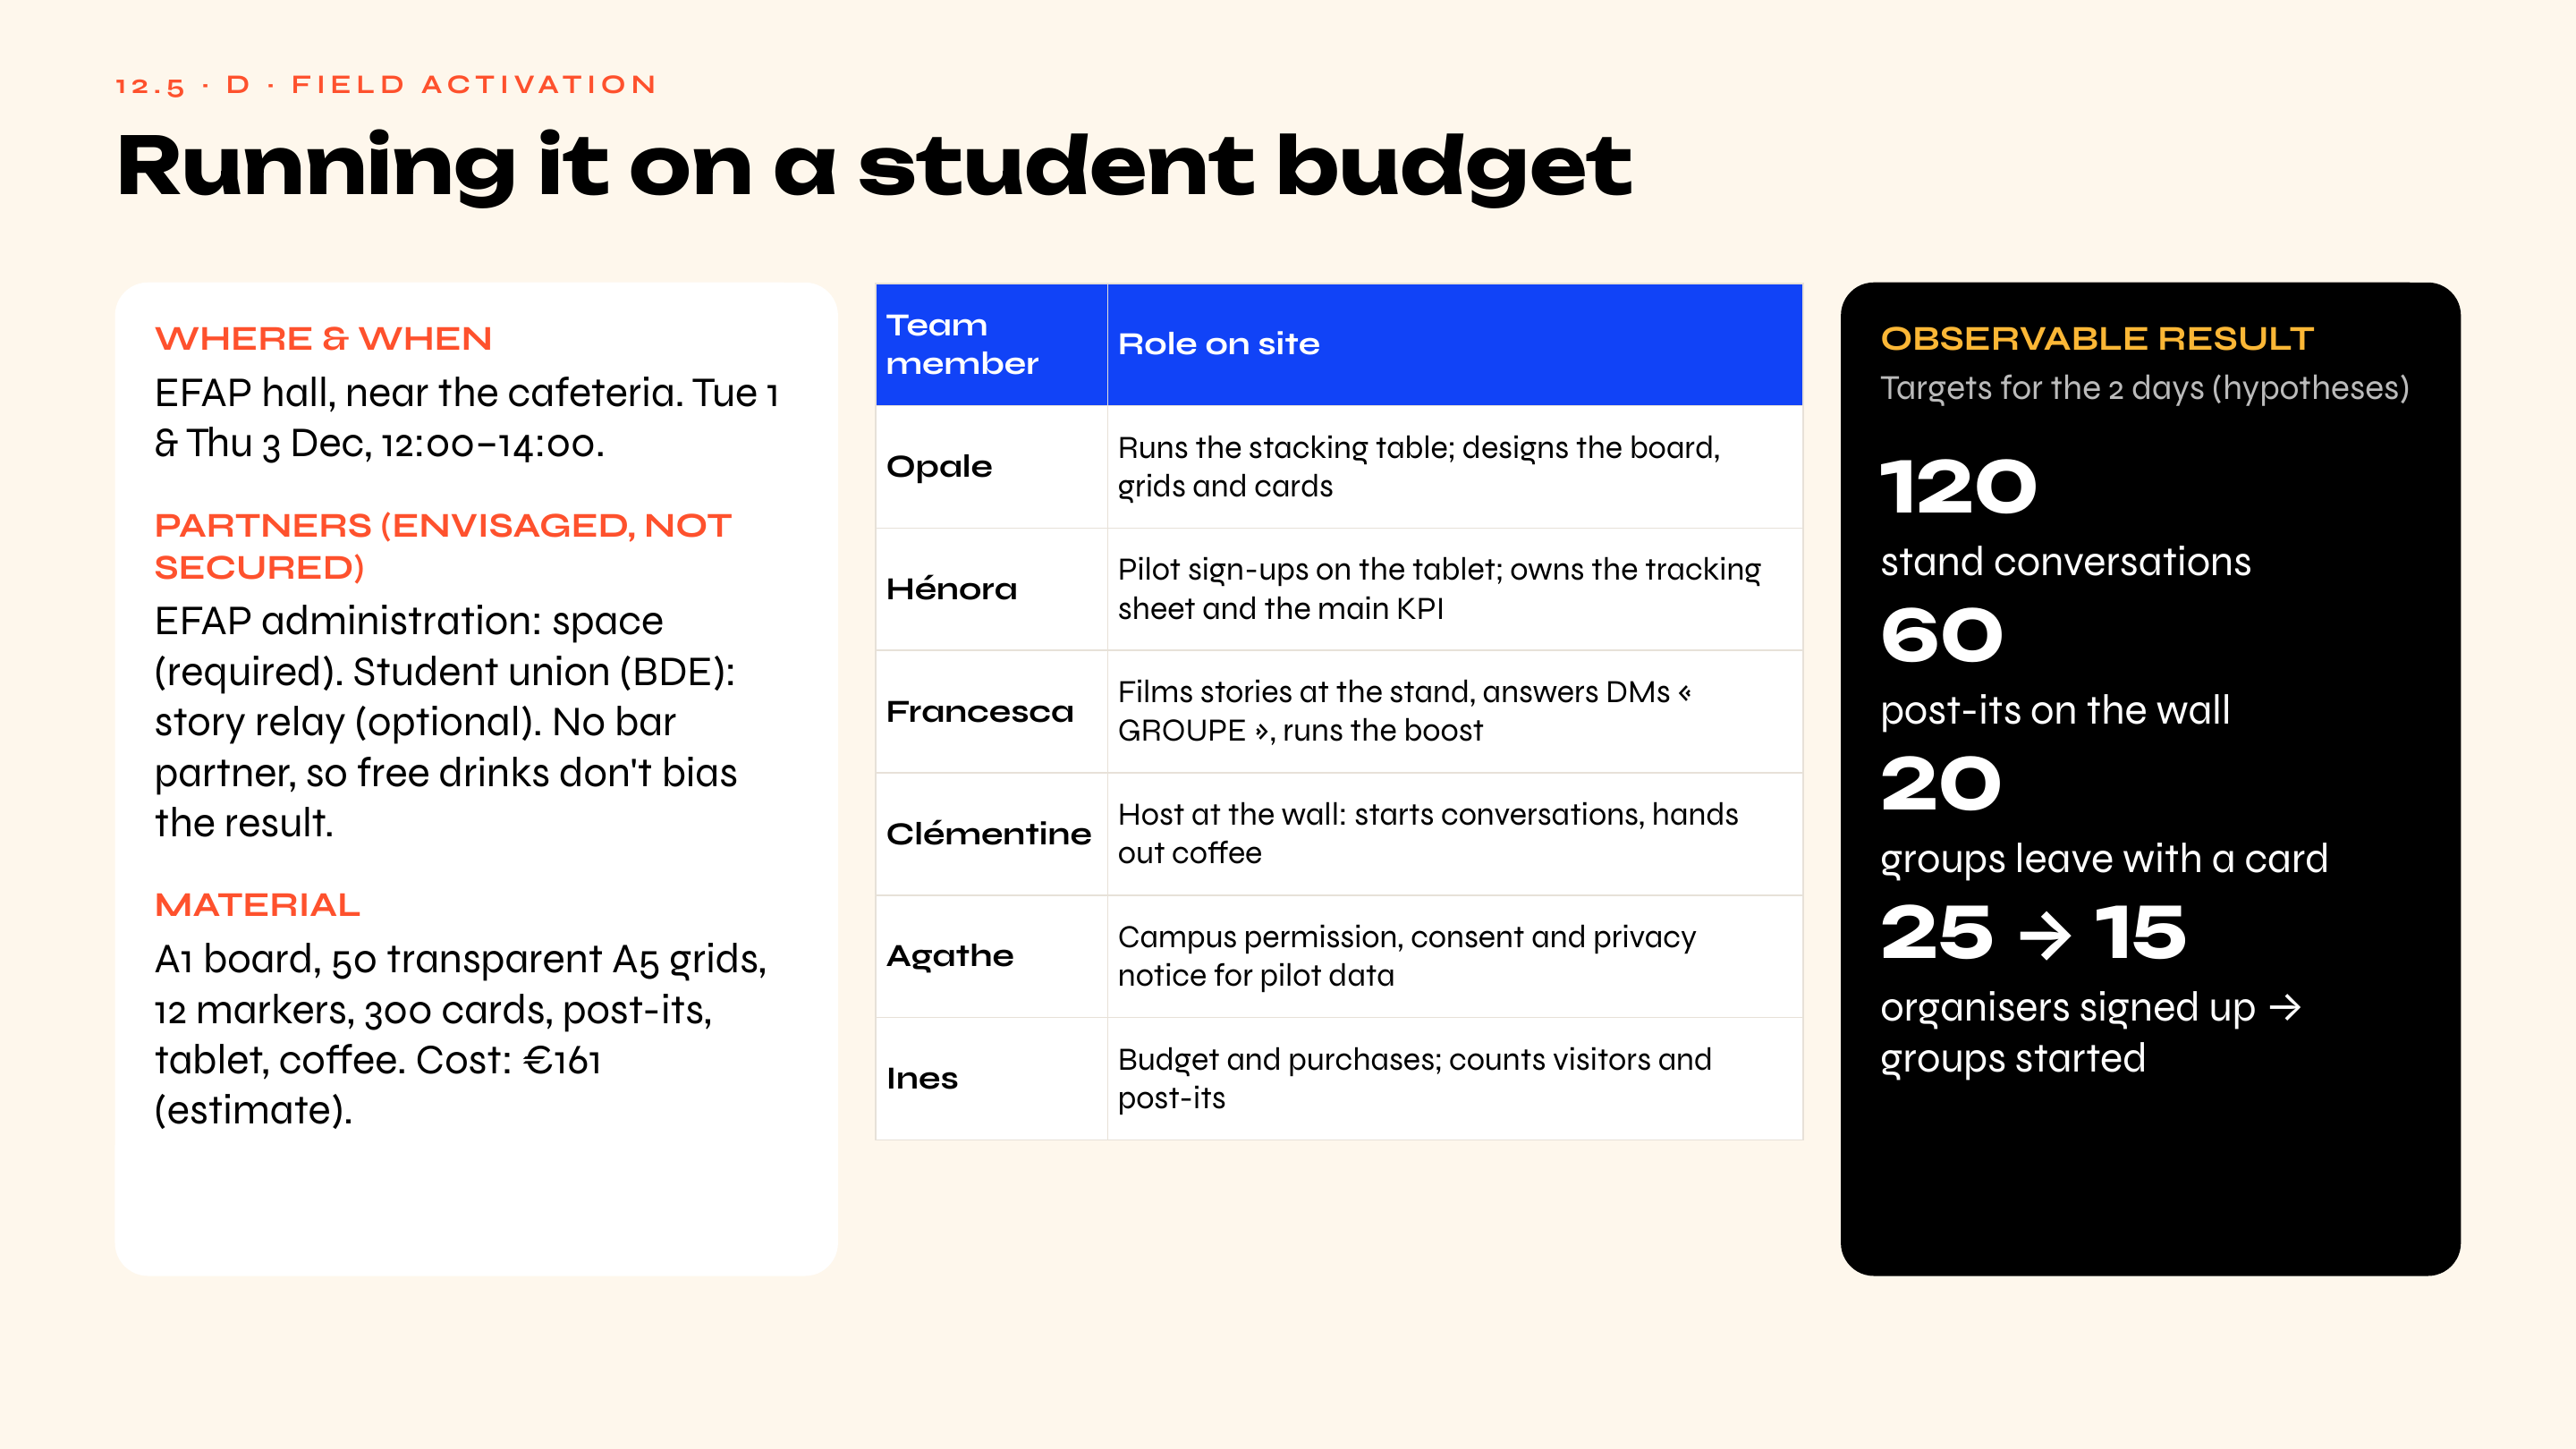 12.5 · D · FIELD ACTIVATION
Running it on a student budget
WHERE & WHEN
EFAP hall, near the cafeteria. Tue 1
& Thu 3 Dec, 12:00–14:00.
PARTNERS (ENVISAGED, NOT
SECURED)
EFAP administration: space
(required). Student union (BDE):
story relay (optional). No bar
partner, so free drinks don't bias
the result.
MATERIAL
A1 board, 50 transparent A5 grids,
12 markers, 300 cards, post-its,
tablet, coffee. Cost: €161
(estimate).
Team
member
Role on site
Opale
Runs the stacking table; designs the board,
grids and cards
Hénora
Pilot sign-ups on the tablet; owns the tracking
sheet and the main KPI
Francesca
Films stories at the stand, answers DMs «
GROUPE », runs the boost
Clémentine
Host at the wall: starts conversations, hands
out coffee
Agathe
Campus permission, consent and privacy
notice for pilot data
Ines
Budget and purchases; counts visitors and
post-its
OBSERVABLE RESULT
Targets for the 2 days (hypotheses)
120
stand conversations
60
post-its on the wall
20
groups leave with a card
25 → 15
organisers signed up →
groups started